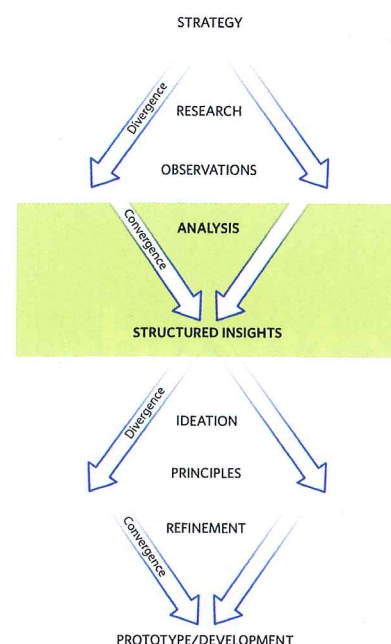 STRATEGY
Divergence
RESEARCH
OBSERVATIONS
Convergence
ANALYSIS
STRUCTURED INSIGHTS
Divergence
IDEATION
PRINCIPLES
Convergence
REFINEMENT
PROTOTYPE/DEVELOPMENT